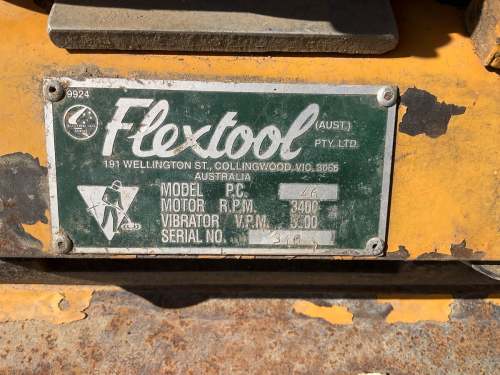 9924
Flextool (AUST.)
PTY. LTD.
191 WELLINGTON ST., COLLINGWOOD, VIC. 3066
AUSTRALIA
MODEL P.C.
MOTOR R.P.M. 3400
VIBRATOR V.P.M.
SERIAL NO.